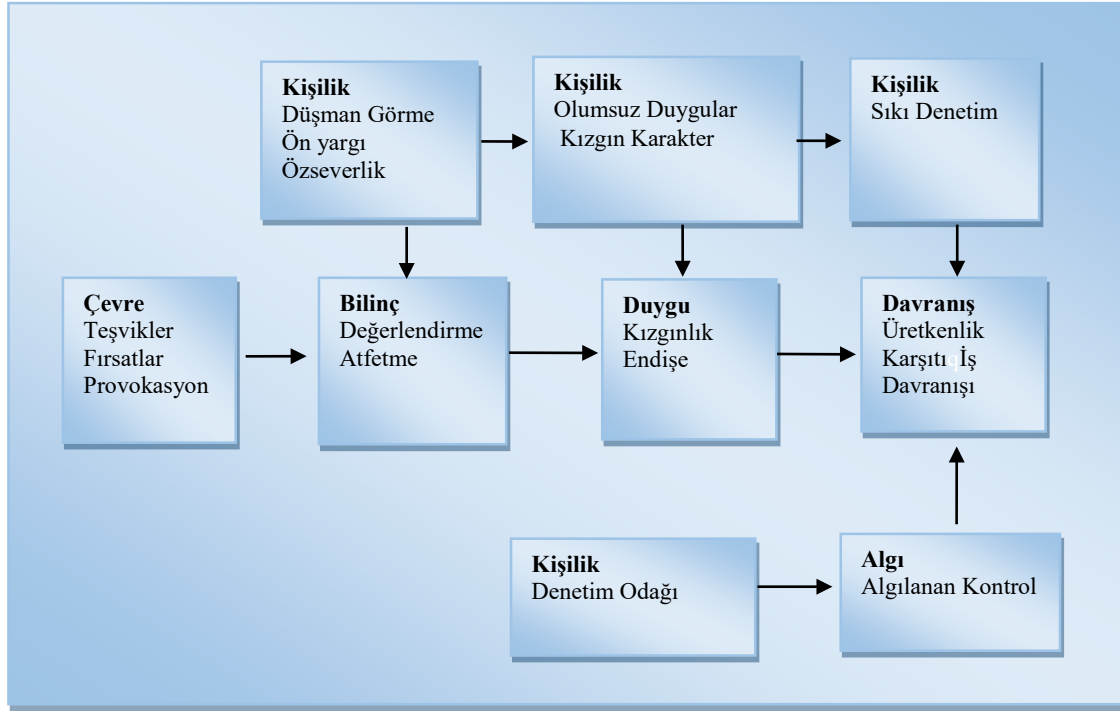 Kişilik
Düşman Görme
Ön yargı
Özseverlik
Kişilik
Olumsuz Duygular
Kızgın Karakter
Kişilik
Sıkı Denetim
Çevre
Teşvikler
Fırsatlar
Provokasyon
Bilinç
Değerlendirme
Atfetme
Duygu
Kızgınlık
Endişe
Davranış
Üretkenlik
Karşıtı q İş
Davranışı
Kişilik
Denetim Odağı
Algı
Algılanan Kontrol